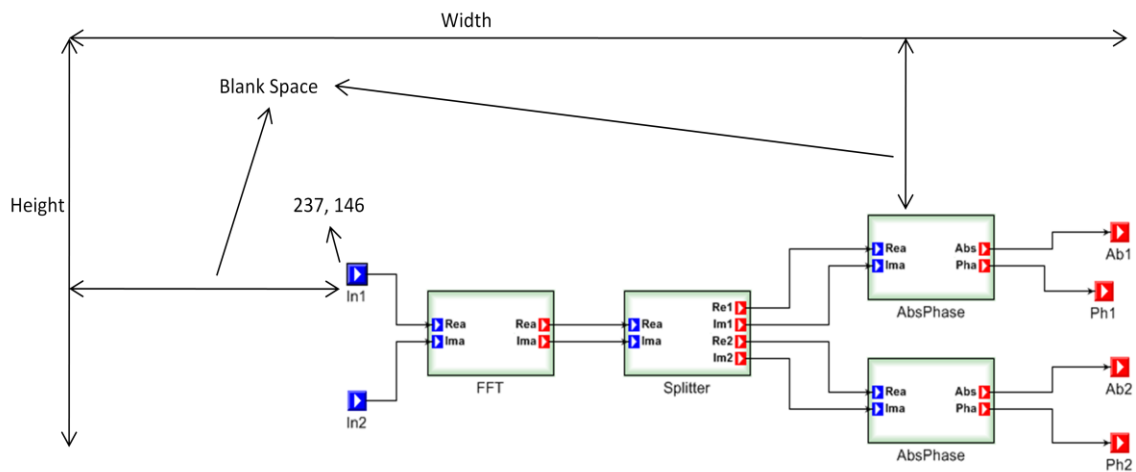 Width
Blank Space
Height
237, 146
In1
In2
Rea
Ima
Rea
Ima
FFT
Rea
Ima
Re1
Im1
Re2
Im2
Splitter
Rea
Ima
Abs
Pha
AbsPhase
Ab1
Ph1
Rea
Ima
Abs
Pha
AbsPhase
Ab2
Ph2